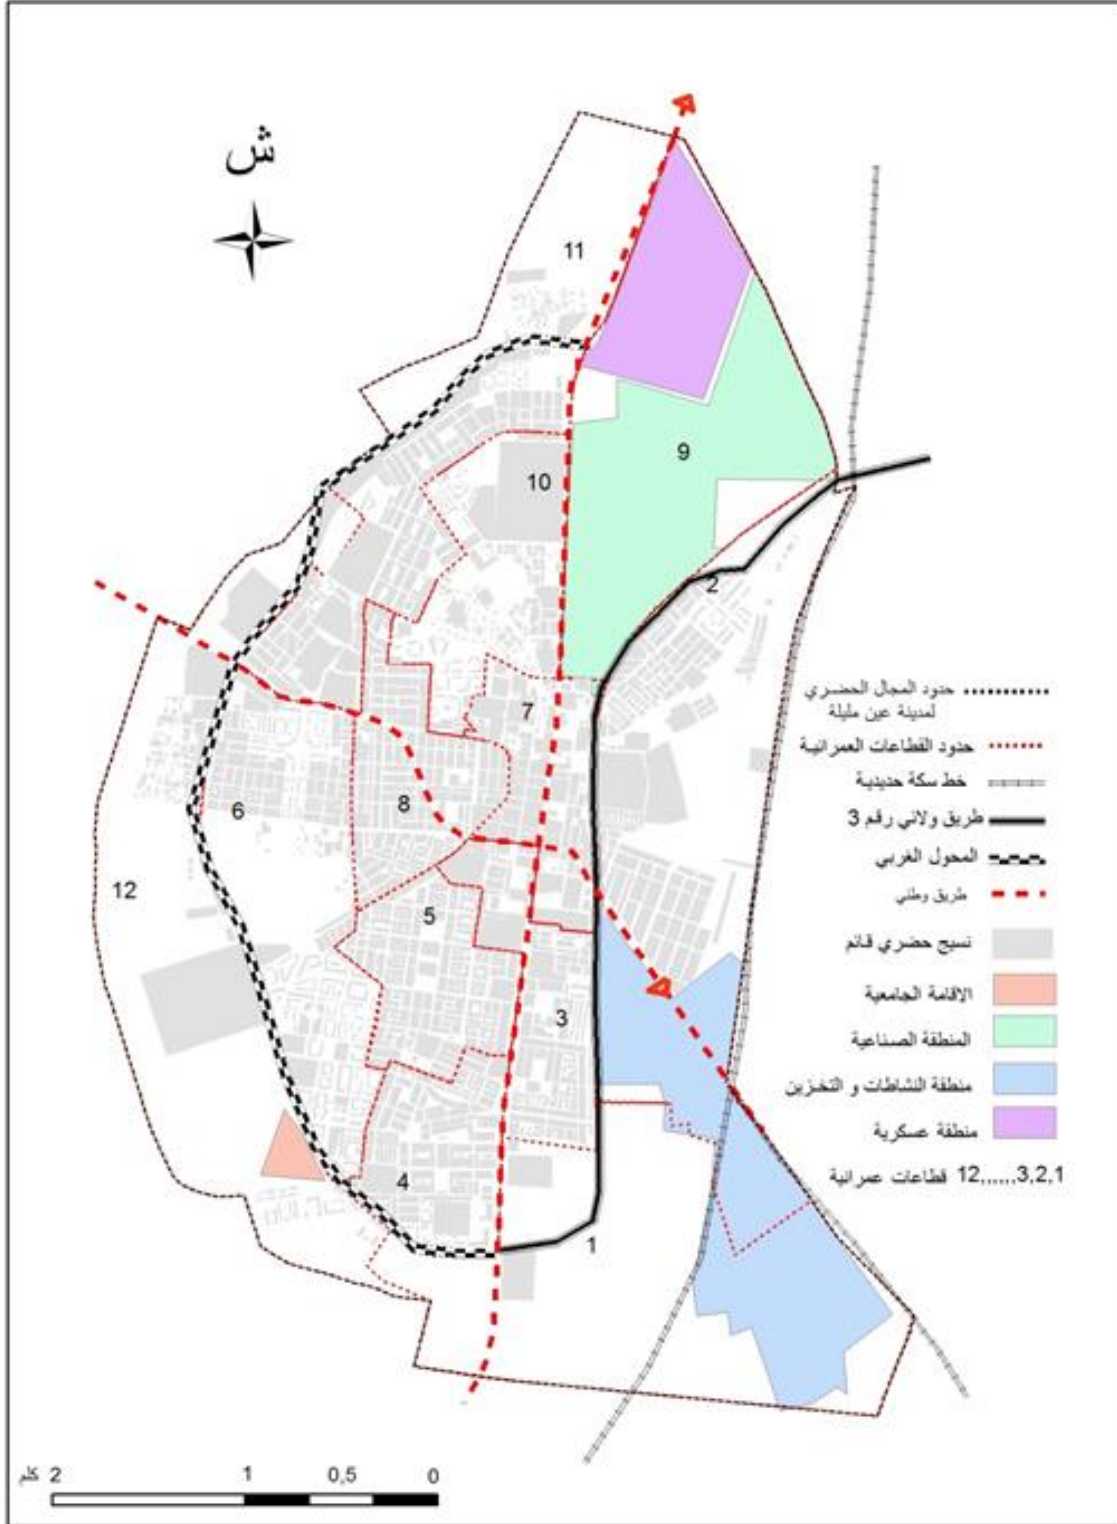 ش
11
9
10
2
7
8
6
12
5
3
4
1
حدود المجال الحضري
لمدينة عين مليلة
حدود القطاعات العمرانية
خط سكة حديدية
طريق ولائي رقم 3
المحول الغربي
طريق وطني
نسيج حضري قائم
الاقامة الجامعية
المنطقة الصناعية
منطقة النشاطات و التخزين
منطقة عسكرية
12,......3,2,1 قطاعات عمرانية
كلم 2 1 0,5 0